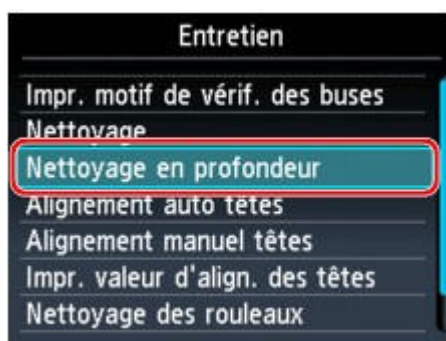 Entretien
Impr. motif de vérif. des buses
Nettoyage
Nettoyage en profondeur
Alignement auto têtes
Alignement manuel têtes
Impr. valeur d'align. des têtes
Nettoyage des rouleaux